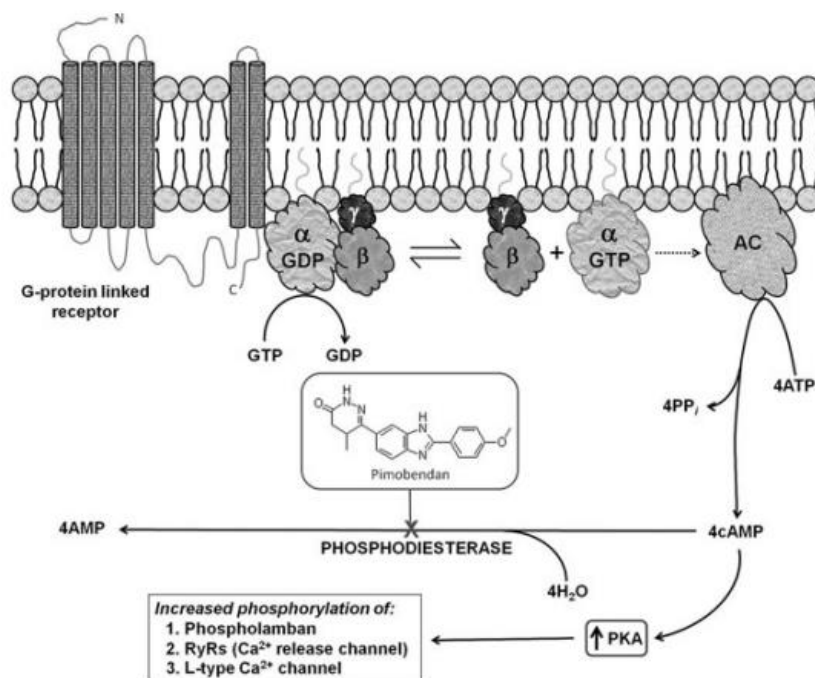 N
γ
γ
α
GDP
β
β
+
α
GTP
AC
G-protein linked
receptor
C
GTP
GDP
4PPi
4ATP
H
N
O
N
H
N
N
O
Pimobendan
4AMP
X
PHOSPHODIESTERASE
4cAMP
4H₂O
Increased phosphorylation of:
1. Phospholamban
2. RyRs (Ca²⁺ release channel)
3. L-type Ca²⁺ channel
↑ PKA